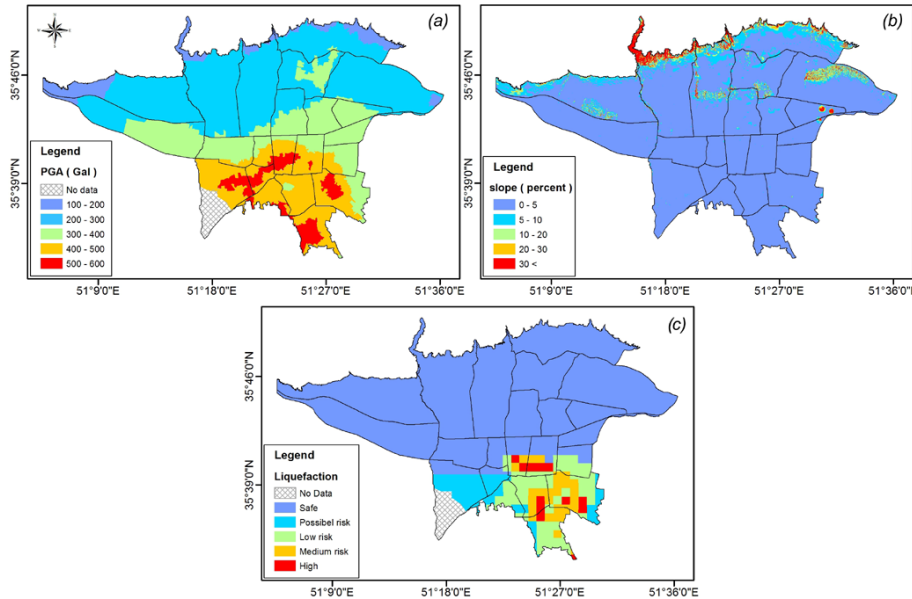 (a)
35°46'0"N
35°39'0"N
Legend
PGA ( Gal )
No data
100 - 200
200 - 300
300 - 400
400 - 500
500 - 600
51°9'0"E 51°18'0"E 51°27'0"E 51°36'0"E
(b)
35°46'0"N
35°39'0"N
Legend
slope ( percent )
0 - 5
5 - 10
10 - 20
20 - 30
30 <
51°9'0"E 51°18'0"E 51°27'0"E 51°36'0"E
(c)
35°46'0"N
35°39'0"N
Legend
Liquefaction
No Data
Safe
Possibel risk
Low risk
Medium risk
High
51°9'0"E 51°18'0"E 51°27'0"E 51°36'0"E